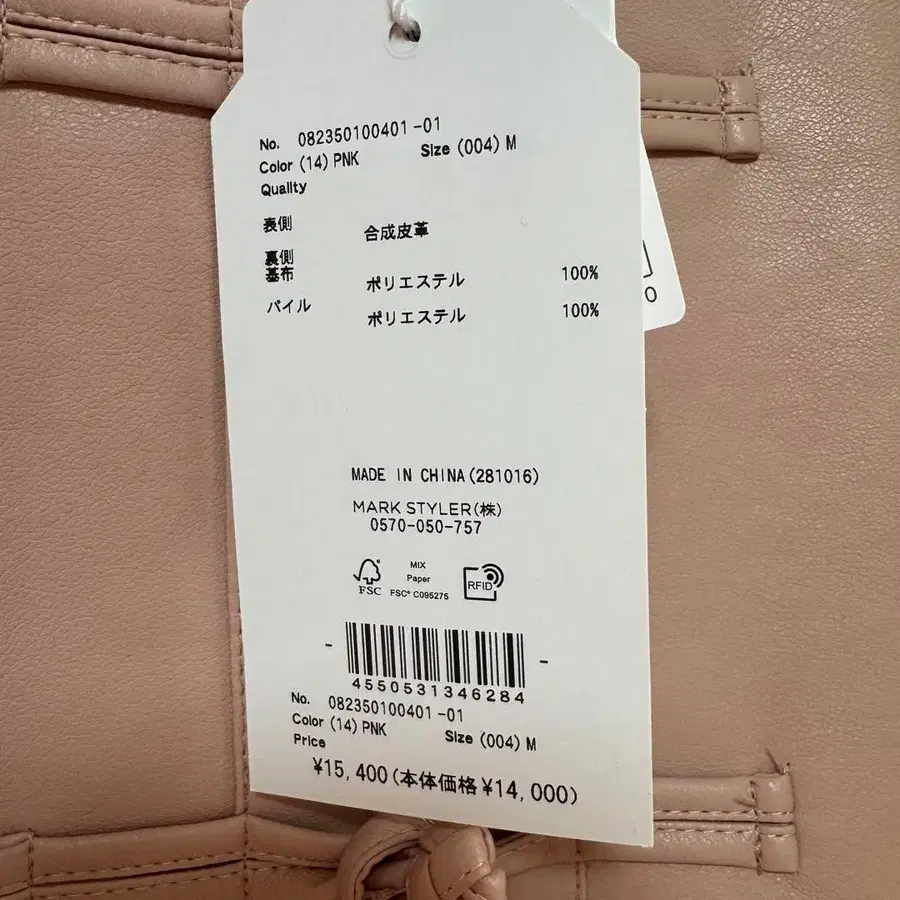 No. 082350100401-01
Color (14) PNK Size (004) M
Quality
表側 合成皮革
裏側
基布 ポリエステル 100%
パイル ポリエステル 100%
MADE IN CHINA(281016)
MARK STYLER(株)
0570-050-757
FSC MIX Paper FSC® C095275 RFID
4550531346284
No. 082350100401-01
Color (14) PNK Size (004) M
Price
¥15,400(本体価格¥14,000)
O